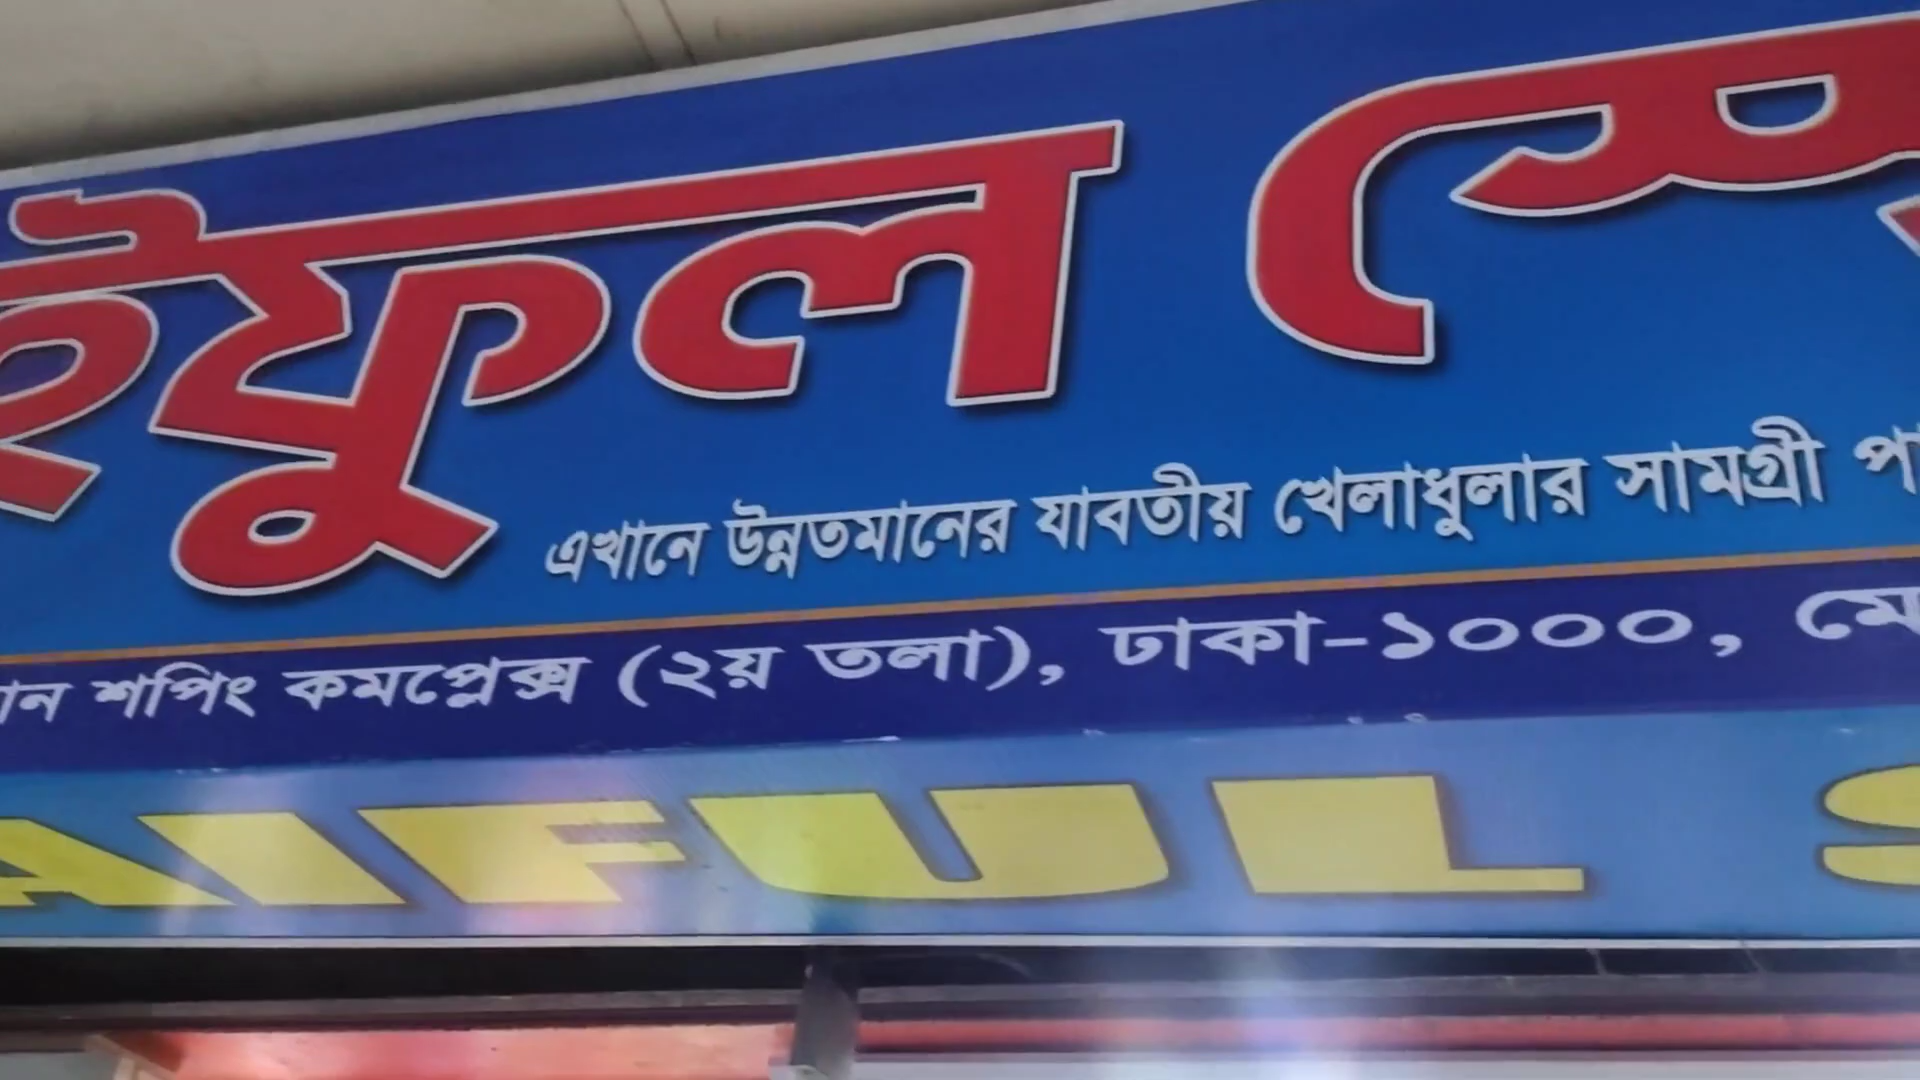 ইফুল স্পো
এখানে উন্নতমানের যাবতীয় খেলাধুলার সামগ্রী
শপিং কমপ্লেক্স (২য় তলা), ঢাকা-১০০০,
AIFUL S